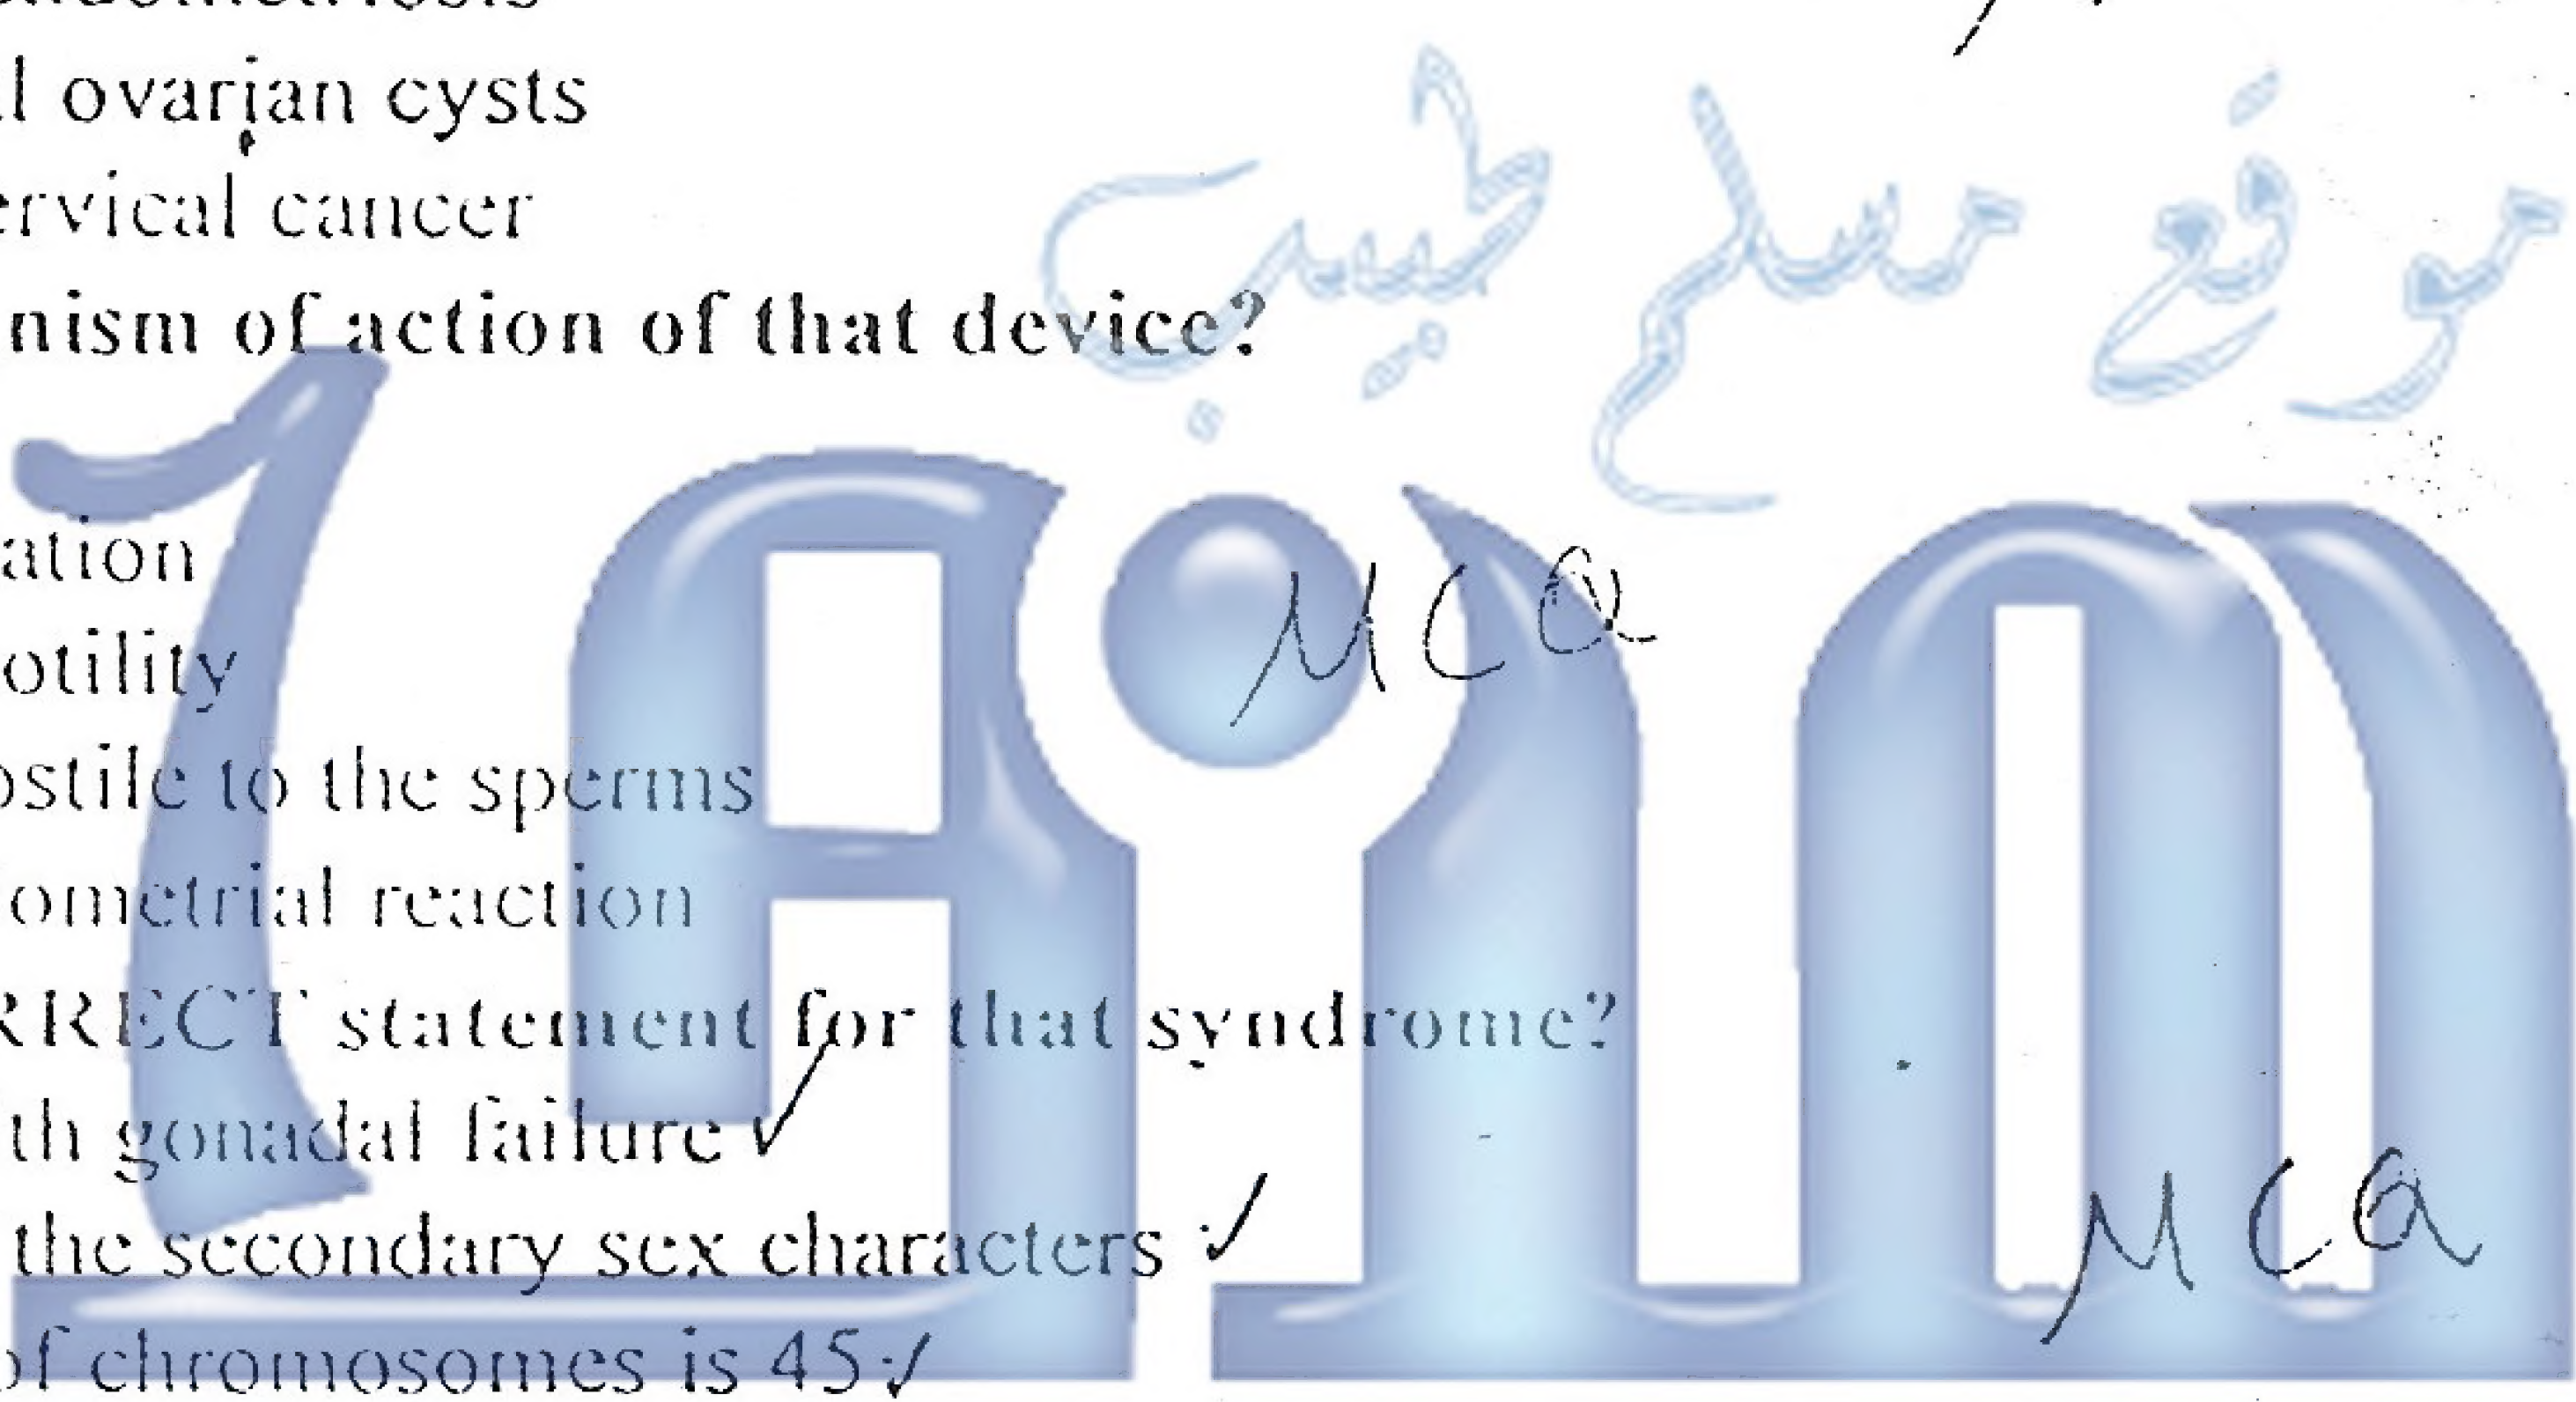 l ovarian cysts
ervical cancer
موقع مسلم طبيب
nism of action of that device?
1 Aim
ation
MCQ
otility
ostile to the sperms
ometrial reaction
RRECT statement for that syndrome?
th gonadal failure ✓
the secondary sex characters ✓
MCQ
of chromosomes is 45 ✓